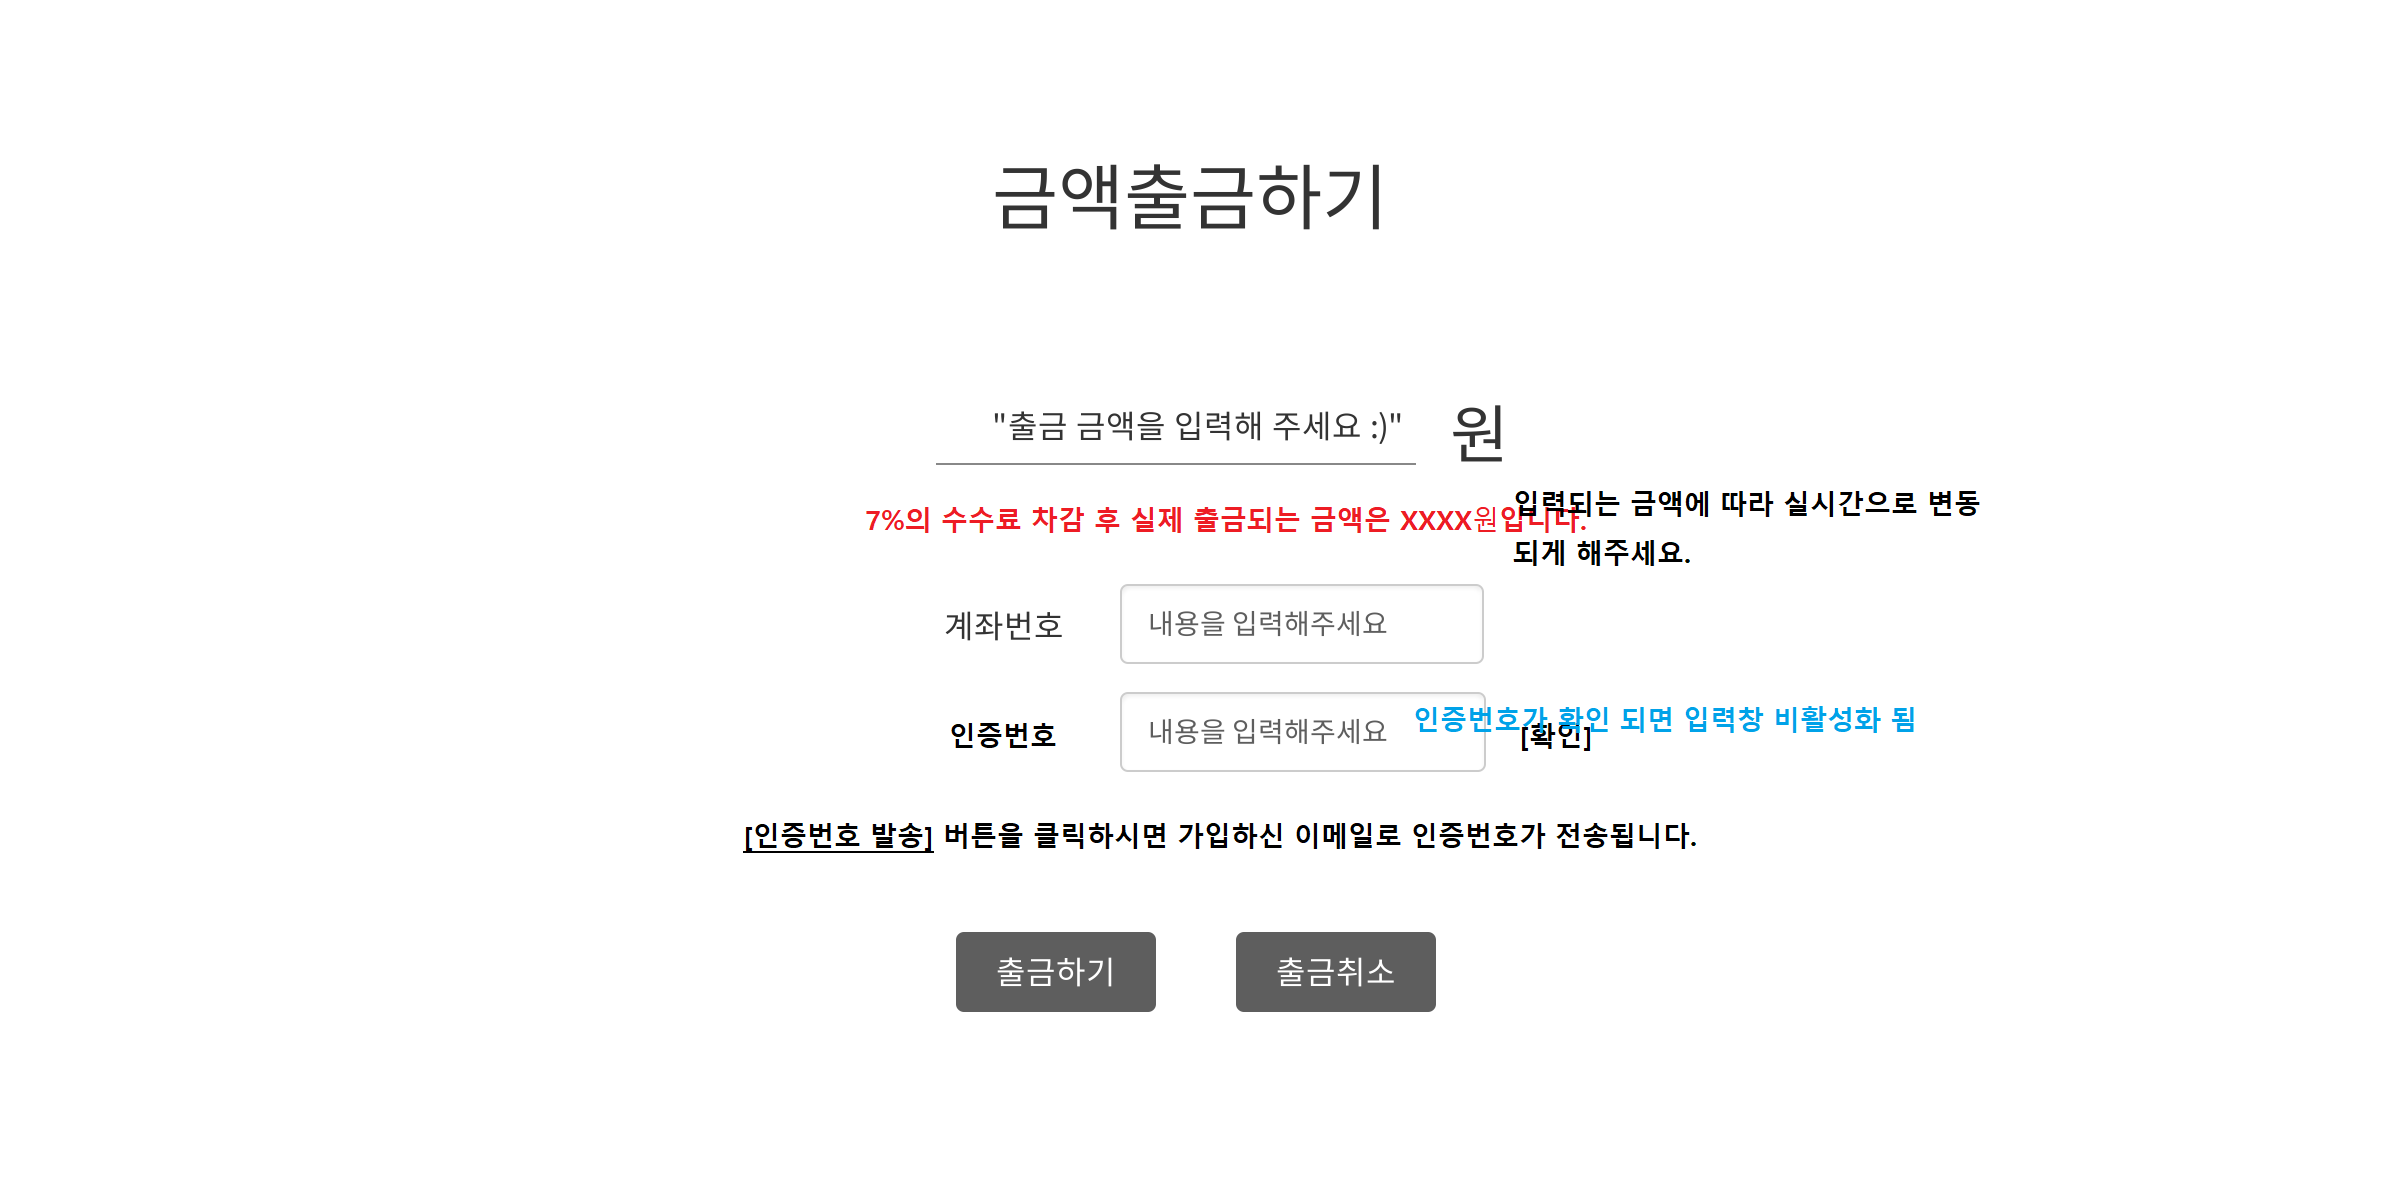 금액출금하기
"출금 금액을 입력해 주세요 :)" 원
입력되는 금액에 따라 실시간으로 변동
되게 해주세요.
7%의 수수료 차감 후 실제 출금되는 금액은 XXXX원입니다.
계좌번호 내용을 입력해주세요
인증번호가 확인 되면 입력창 비활성화 됨
인증번호 내용을 입력해주세요 [확인]
[인증번호 발송] 버튼을 클릭하시면 가입하신 이메일로 인증번호가 전송됩니다.
출금하기 출금취소